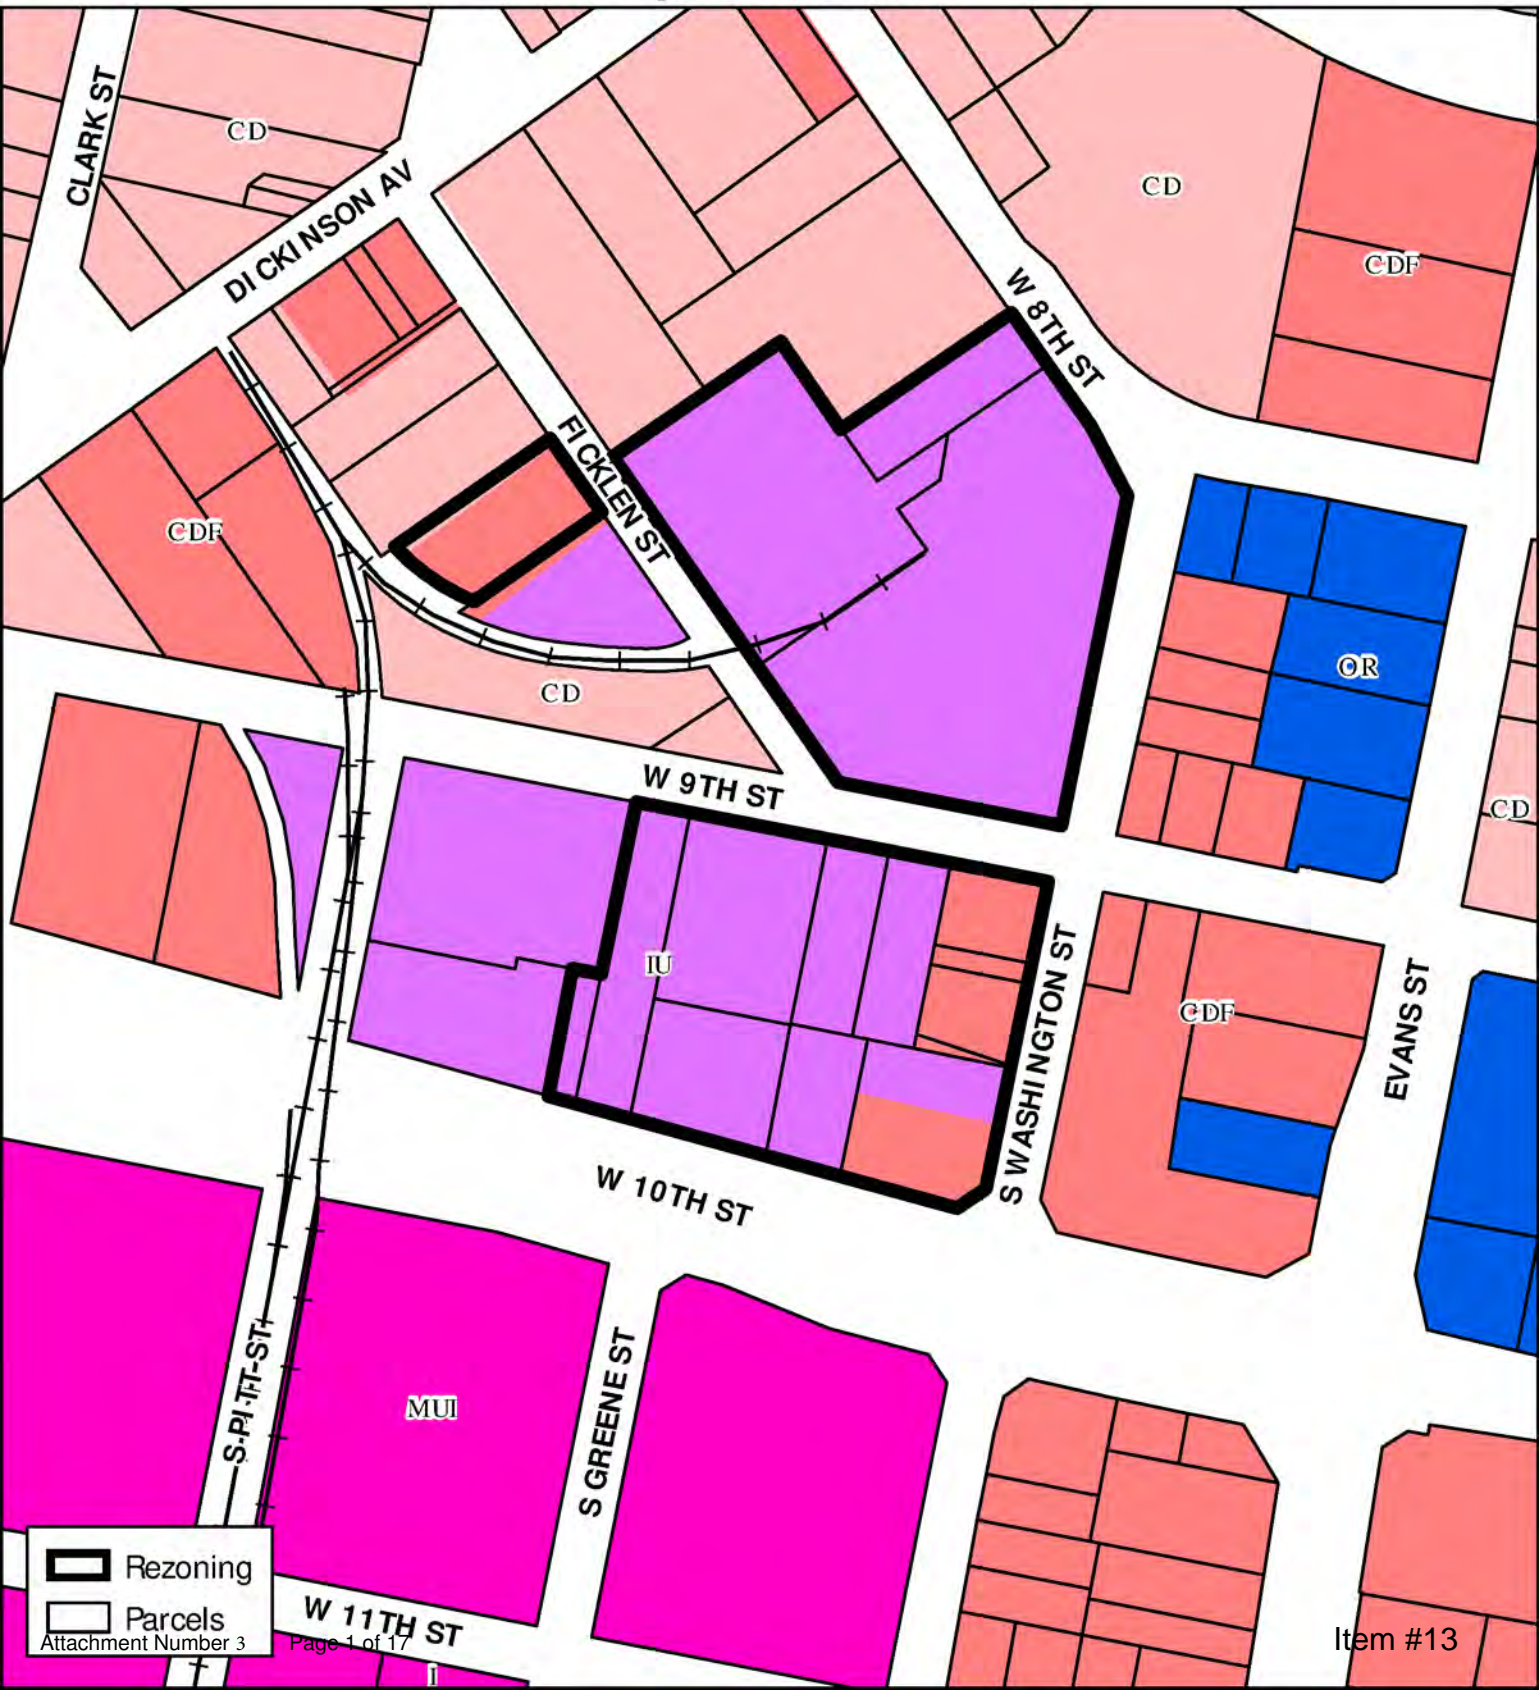 CLARK ST
CD
DICKINSON AV
CD
W 8TH ST
CDF
FICKLEN ST
CDF
OR
CD
W 9TH ST
CD
IU
S WASHINGTON ST
CDF
EVANS ST
W 10TH ST
S PITT ST
MUI
S GREENE ST
W 11TH ST
I
Rezoning
Parcels
Attachment Number 3 Page 1 of 17
Item #13